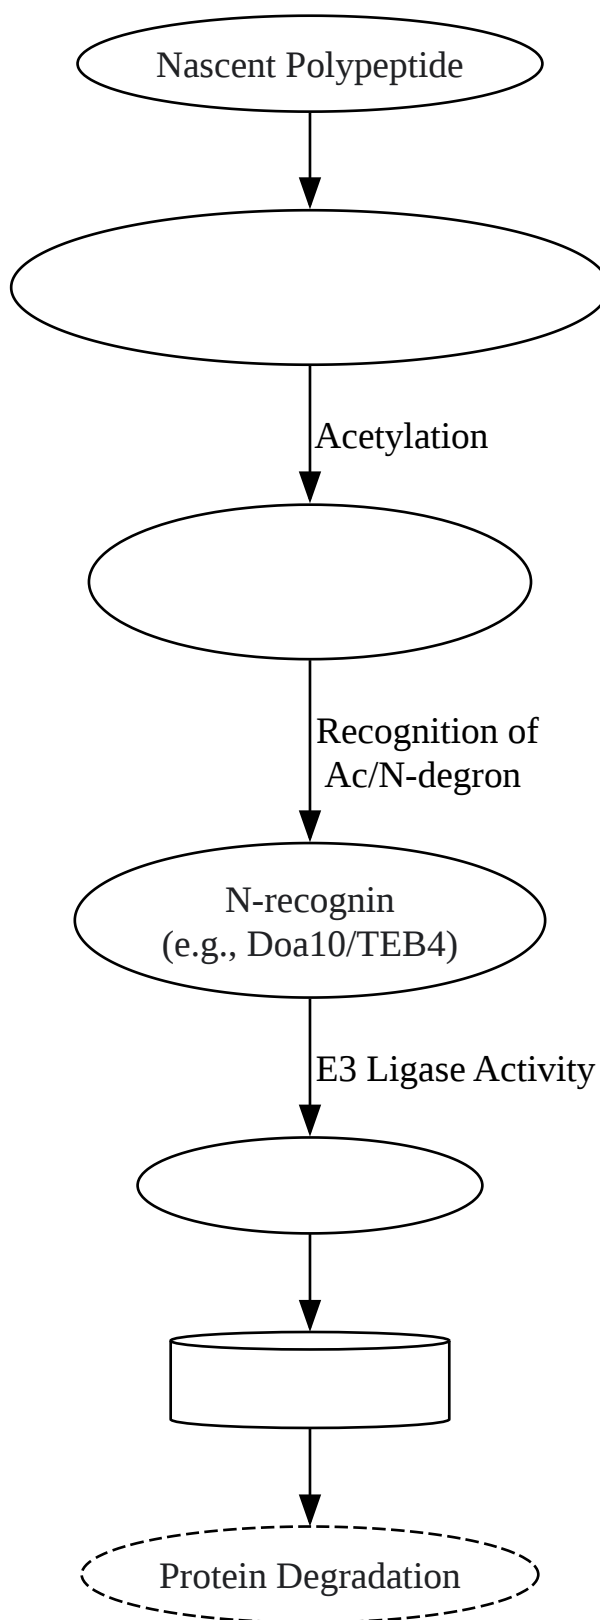 Nascent Polypeptide
Acetylation
Recognition of
Ac/N-degron
N-recognin
(e.g., Doa10/TEB4)
E3 Ligase Activity
Protein Degradation